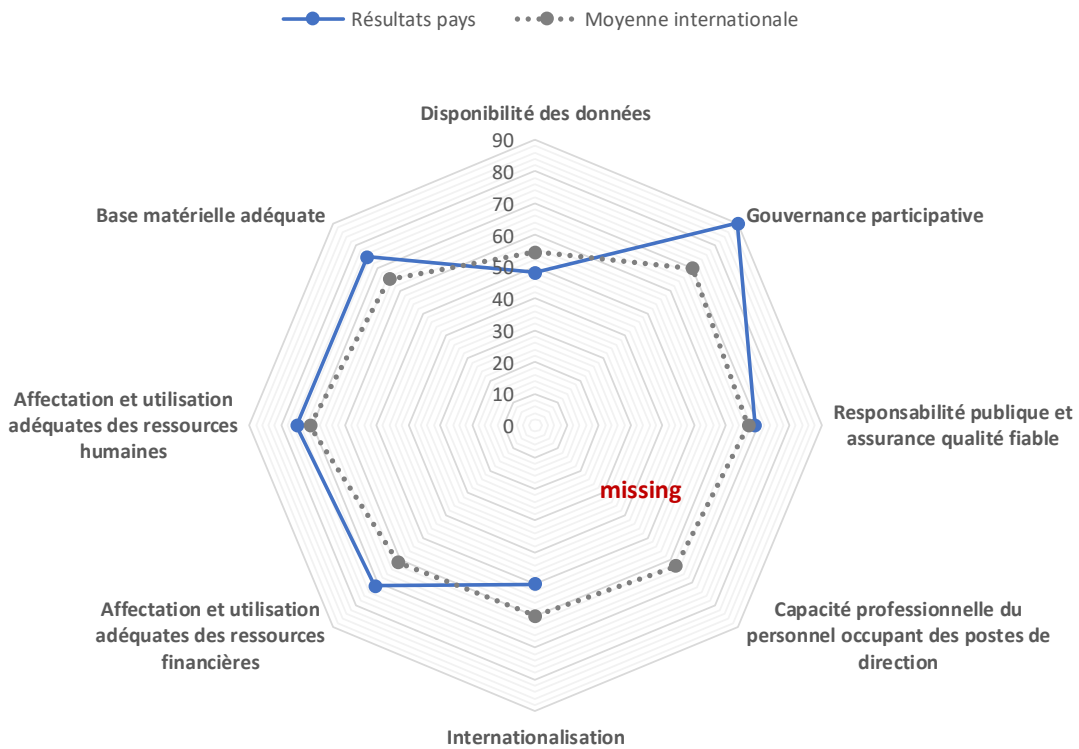 Résultats pays
Moyenne internationale
Disponibilité des données
90
80
70
60
50
40
30
20
10
0
Base matérielle adéquate
Gouvernance participative
Affectation et utilisation
adéquates des ressources
humaines
Responsabilité publique et
assurance qualité fiable
missing
Affectation et utilisation
adéquates des ressources
financières
Capacité professionnelle du
personnel occupant des postes de
direction
Internationalisation